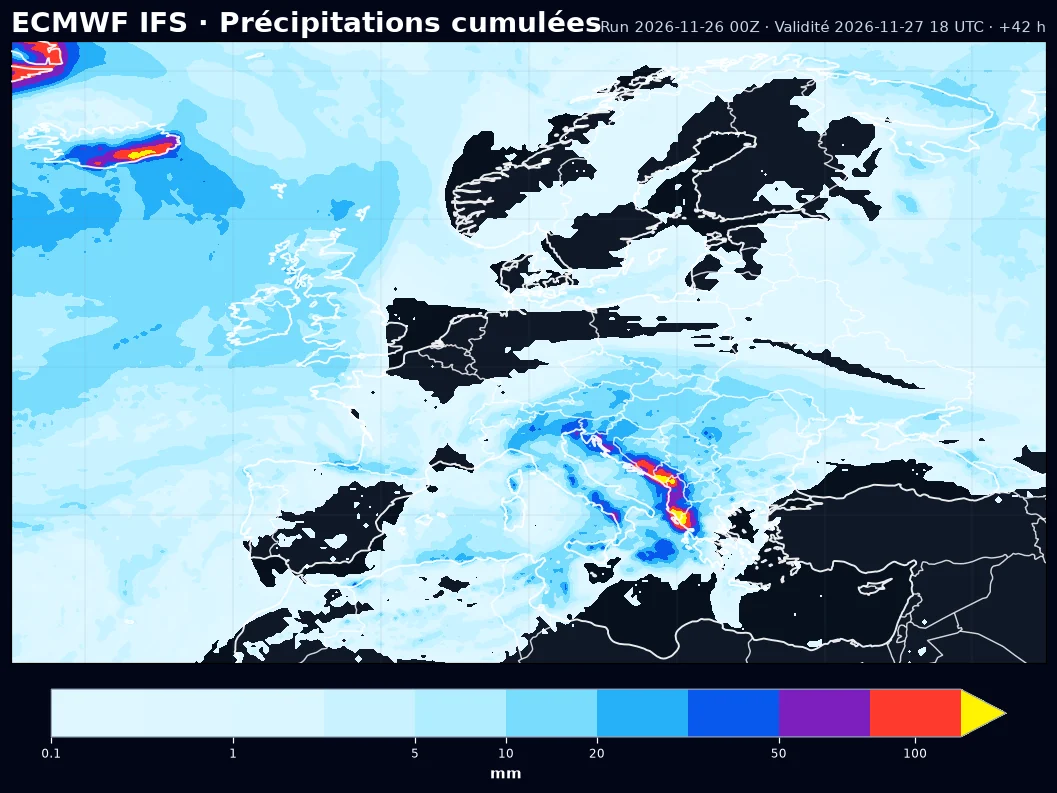 ECMWF IFS · Précipitations cumulées
Run 2026-11-26 00Z · Validité 2026-11-27 18 UTC · +42 h
0.1 1 5 10 20 50 100
mm